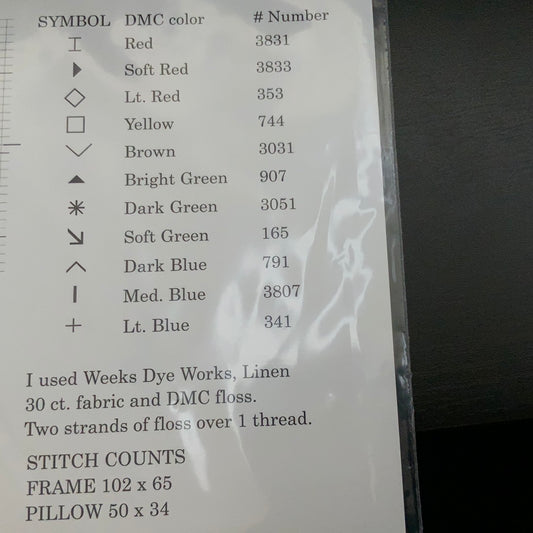 SYMBOL DMC color # Number
Red 3831
Soft Red 3833
Lt. Red 353
Yellow 744
Brown 3031
Bright Green 907
Dark Green 3051
Soft Green 165
Dark Blue 791
Med. Blue 3807
Lt. Blue 341
I used Weeks Dye Works, Linen
30 ct. fabric and DMC floss.
Two strands of floss over 1 thread.
STITCH COUNTS
FRAME 102 x 65
PILLOW 50 x 34